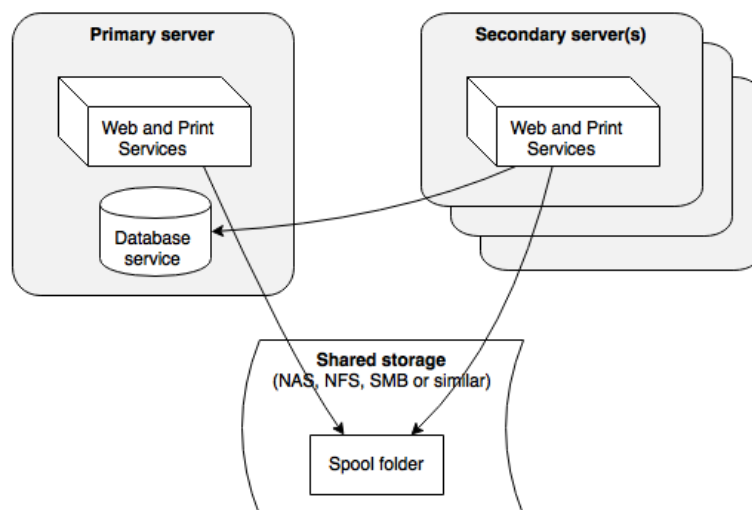 Primary server
Secondary server(s)
Web and Print
Services
Web and Print
Services
Database
service
Shared storage
(NAS, NFS, SMB or similar)
Spool folder